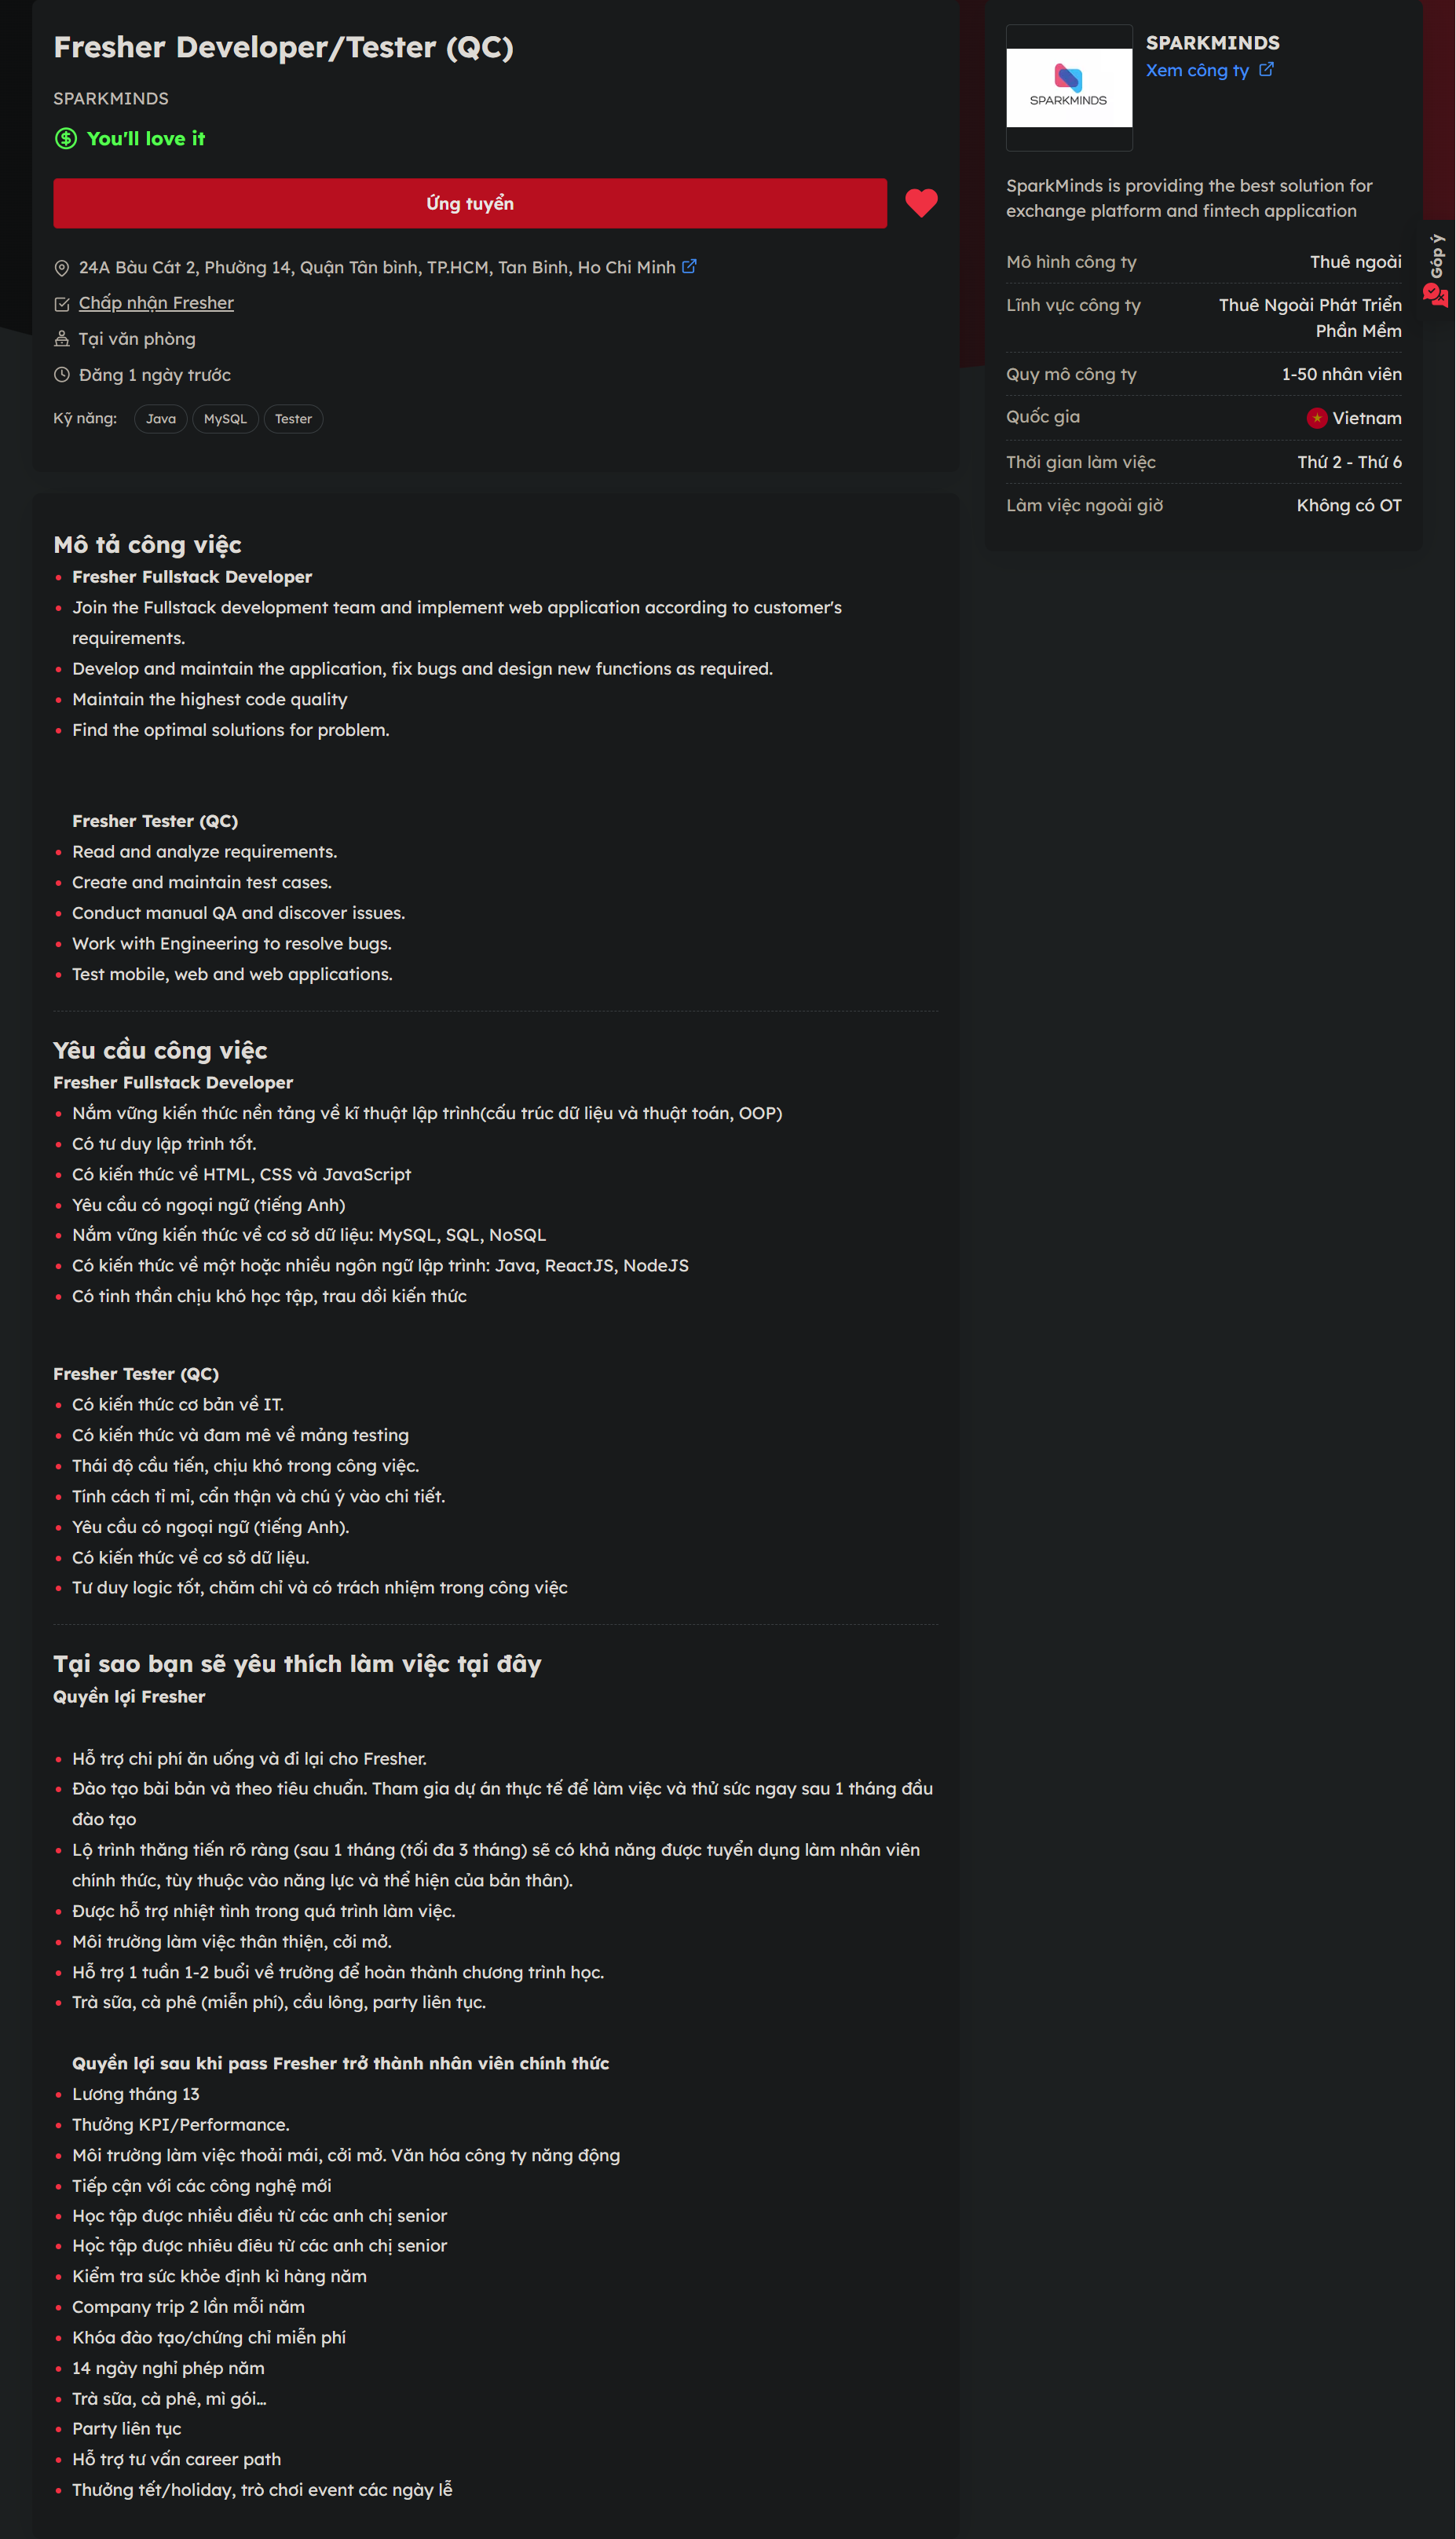 Fresher Developer/Tester (QC)
SPARKMINDS
You'll love it
Ứng tuyển
24A Bàu Cát 2, Phường 14, Quận Tân bình, TP.HCM, Tan Binh, Ho Chi Minh
Chấp nhận Fresher
Tại văn phòng
Đăng 1 ngày trước
Kỹ năng: Java MySQL Tester
Mô tả công việc
Fresher Fullstack Developer
Join the Fullstack development team and implement web application according to customer's
requirements.
Develop and maintain the application, fix bugs and design new functions as required.
Maintain the highest code quality
Find the optimal solutions for problem.
Fresher Tester (QC)
Read and analyze requirements.
Create and maintain test cases.
Conduct manual QA and discover issues.
Work with Engineering to resolve bugs.
Test mobile, web and web applications.
Yêu cầu công việc
Fresher Fullstack Developer
Nắm vững kiến thức nền tảng về kĩ thuật lập trình(cấu trúc dữ liệu và thuật toán, OOP)
Có tư duy lập trình tốt.
Có kiến thức về HTML, CSS và JavaScript
Yêu cầu có ngoại ngữ (tiếng Anh)
Nắm vững kiến thức về cơ sở dữ liệu: MySQL, SQL, NoSQL
Có kiến thức về một hoặc nhiều ngôn ngữ lập trình: Java, ReactJS, NodeJS
Có tinh thần chịu khó học tập, trau dồi kiến thức
Fresher Tester (QC)
Có kiến thức cơ bản về IT.
Có kiến thức và đam mê về mảng testing
Thái độ cầu tiến, chịu khó trong công việc.
Tính cách tỉ mỉ, cẩn thận và chú ý vào chi tiết.
Yêu cầu có ngoại ngữ (tiếng Anh).
Có kiến thức về cơ sở dữ liệu.
Tư duy logic tốt, chăm chỉ và có trách nhiệm trong công việc
Tại sao bạn sẽ yêu thích làm việc tại đây
Quyền lợi Fresher
Hỗ trợ chi phí ăn uống và đi lại cho Fresher.
Đào tạo bài bản và theo tiêu chuẩn. Tham gia dự án thực tế để làm việc và thử sức ngay sau 1 tháng đầu
đào tạo
Lộ trình thăng tiến rõ ràng (sau 1 tháng (tối đa 3 tháng) sẽ có khả năng được tuyển dụng làm nhân viên
chính thức, tùy thuộc vào năng lực và thể hiện của bản thân).
Được hỗ trợ nhiệt tình trong quá trình làm việc.
Môi trường làm việc thân thiện, cởi mở.
Hỗ trợ 1 tuần 1-2 buổi về trường để hoàn thành chương trình học.
Trà sữa, cà phê (miễn phí), cầu lông, party liên tục.
Quyền lợi sau khi pass Fresher trở thành nhân viên chính thức
Lương tháng 13
Thưởng KPI/Performance.
Môi trường làm việc thoải mái, cởi mở. Văn hóa công ty năng động
Tiếp cận với các công nghệ mới
Học tập được nhiều điều từ các anh chị senior
Học tập được nhiêu điêu từ các anh chị senior
Kiểm tra sức khỏe định kì hàng năm
Company trip 2 lần mỗi năm
Khóa đào tạo/chứng chỉ miễn phí
14 ngày nghỉ phép năm
Trà sữa, cà phê, mì gói...
Party liên tục
Hỗ trợ tư vấn career path
Thưởng tết/holiday, trò chơi event các ngày lễ
SPARKMINDS
SPARKMINDS
Xem công ty
SparkMinds is providing the best solution for
exchange platform and fintech application
Mô hình công ty Thuê ngoài
Lĩnh vực công ty Thuê Ngoài Phát Triển
Phần Mềm
Quy mô công ty 1-50 nhân viên
Quốc gia Vietnam
Thời gian làm việc Thứ 2 - Thứ 6
Làm việc ngoài giờ Không có OT
Góp ý